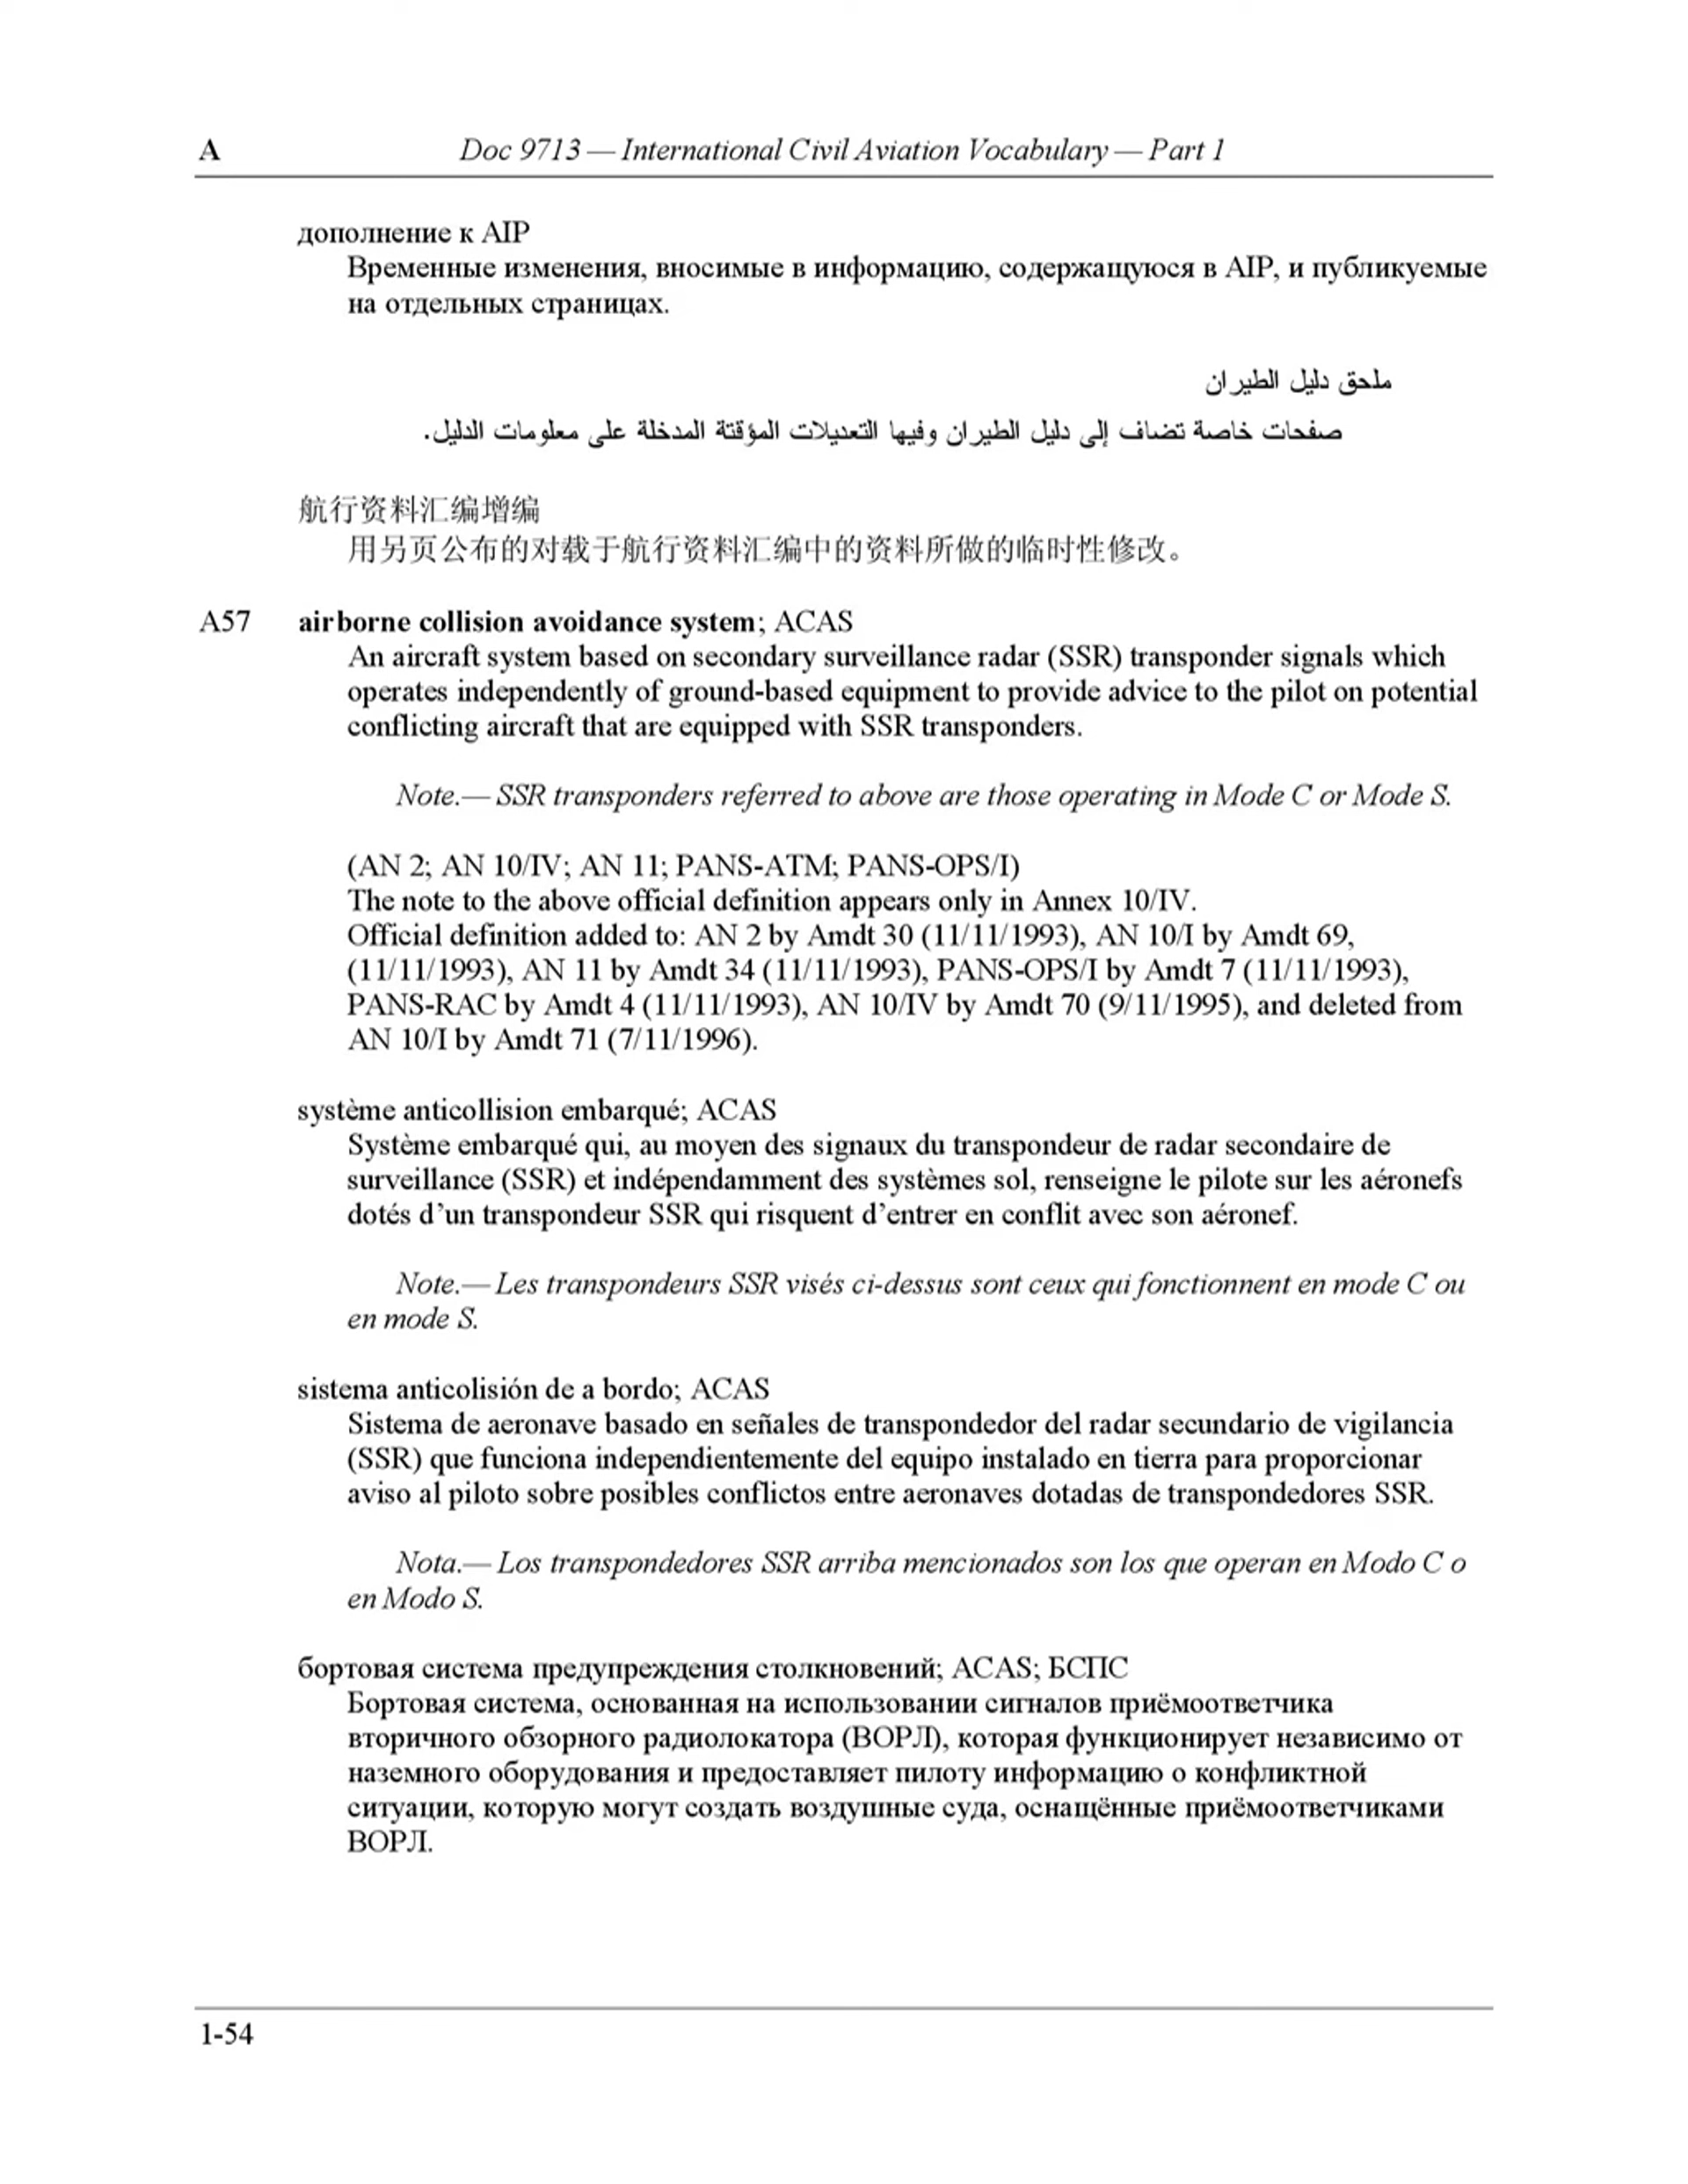 A Doc 9713 — International Civil Aviation Vocabulary — Part 1
дополнение к AIP
Временные изменения, вносимые в информацию, содержащуюся в AIP, и публикуемые
на отдельных страницах.
ملحق دليل الطيران
صفحات خاصة تضاف إلى دليل الطيران وفيها التعديلات المؤقتة المدخلة على معلومات الدليل.
航行资料汇编增编
用另页公布的对载于航行资料汇编中的资料所做的临时性修改。
A57 airborne collision avoidance system; ACAS
An aircraft system based on secondary surveillance radar (SSR) transponder signals which
operates independently of ground-based equipment to provide advice to the pilot on potential
conflicting aircraft that are equipped with SSR transponders.
Note.— SSR transponders referred to above are those operating in Mode C or Mode S.
(AN 2; AN 10/IV; AN 11; PANS-ATM; PANS-OPS/I)
The note to the above official definition appears only in Annex 10/IV.
Official definition added to: AN 2 by Amdt 30 (11/11/1993), AN 10/I by Amdt 69,
(11/11/1993), AN 11 by Amdt 34 (11/11/1993), PANS-OPS/I by Amdt 7 (11/11/1993),
PANS-RAC by Amdt 4 (11/11/1993), AN 10/IV by Amdt 70 (9/11/1995), and deleted from
AN 10/I by Amdt 71 (7/11/1996).
système anticollision embarqué; ACAS
Système embarqué qui, au moyen des signaux du transpondeur de radar secondaire de
surveillance (SSR) et indépendamment des systèmes sol, renseigne le pilote sur les aéronefs
dotés d’un transpondeur SSR qui risquent d’entrer en conflit avec son aéronef.
Note.— Les transpondeurs SSR visés ci-dessus sont ceux qui fonctionnent en mode C ou
en mode S.
sistema anticolisión de a bordo; ACAS
Sistema de aeronave basado en señales de transpondedor del radar secundario de vigilancia
(SSR) que funciona independientemente del equipo instalado en tierra para proporcionar
aviso al piloto sobre posibles conflictos entre aeronaves dotadas de transpondedores SSR.
Nota.— Los transpondedores SSR arriba mencionados son los que operan en Modo C o
en Modo S.
бортовая система предупреждения столкновений; ACAS; БСПС
Бортовая система, основанная на использовании сигналов приёмоответчика
вторичного обзорного радиолокатора (ВОРЛ), которая функционирует независимо от
наземного оборудования и предоставляет пилоту информацию о конфликтной
ситуации, которую могут создать воздушные суда, оснащённые приёмоответчиками
ВОРЛ.
1-54